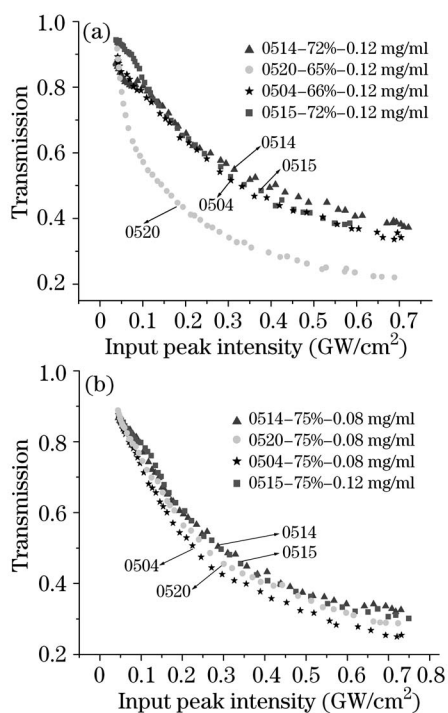 (a)
0514–72%–0.12 mg/ml
0520–65%–0.12 mg/ml
0504–66%–0.12 mg/ml
0515–72%–0.12 mg/ml
Transmission
1.0
0.8
0.6
0.4
0.2
0514
0515
0504
0520
0 0.1 0.2 0.3 0.4 0.5 0.6 0.7
Input peak intensity (GW/cm²)
(b)
0514–75%–0.08 mg/ml
0520–75%–0.08 mg/ml
0504–75%–0.08 mg/ml
0515–75%–0.12 mg/ml
Transmission
1.0
0.8
0.6
0.4
0.2
0514
0515
0504
0520
0 0.1 0.2 0.3 0.4 0.5 0.6 0.7 0.8
Input peak intensity (GW/cm²)